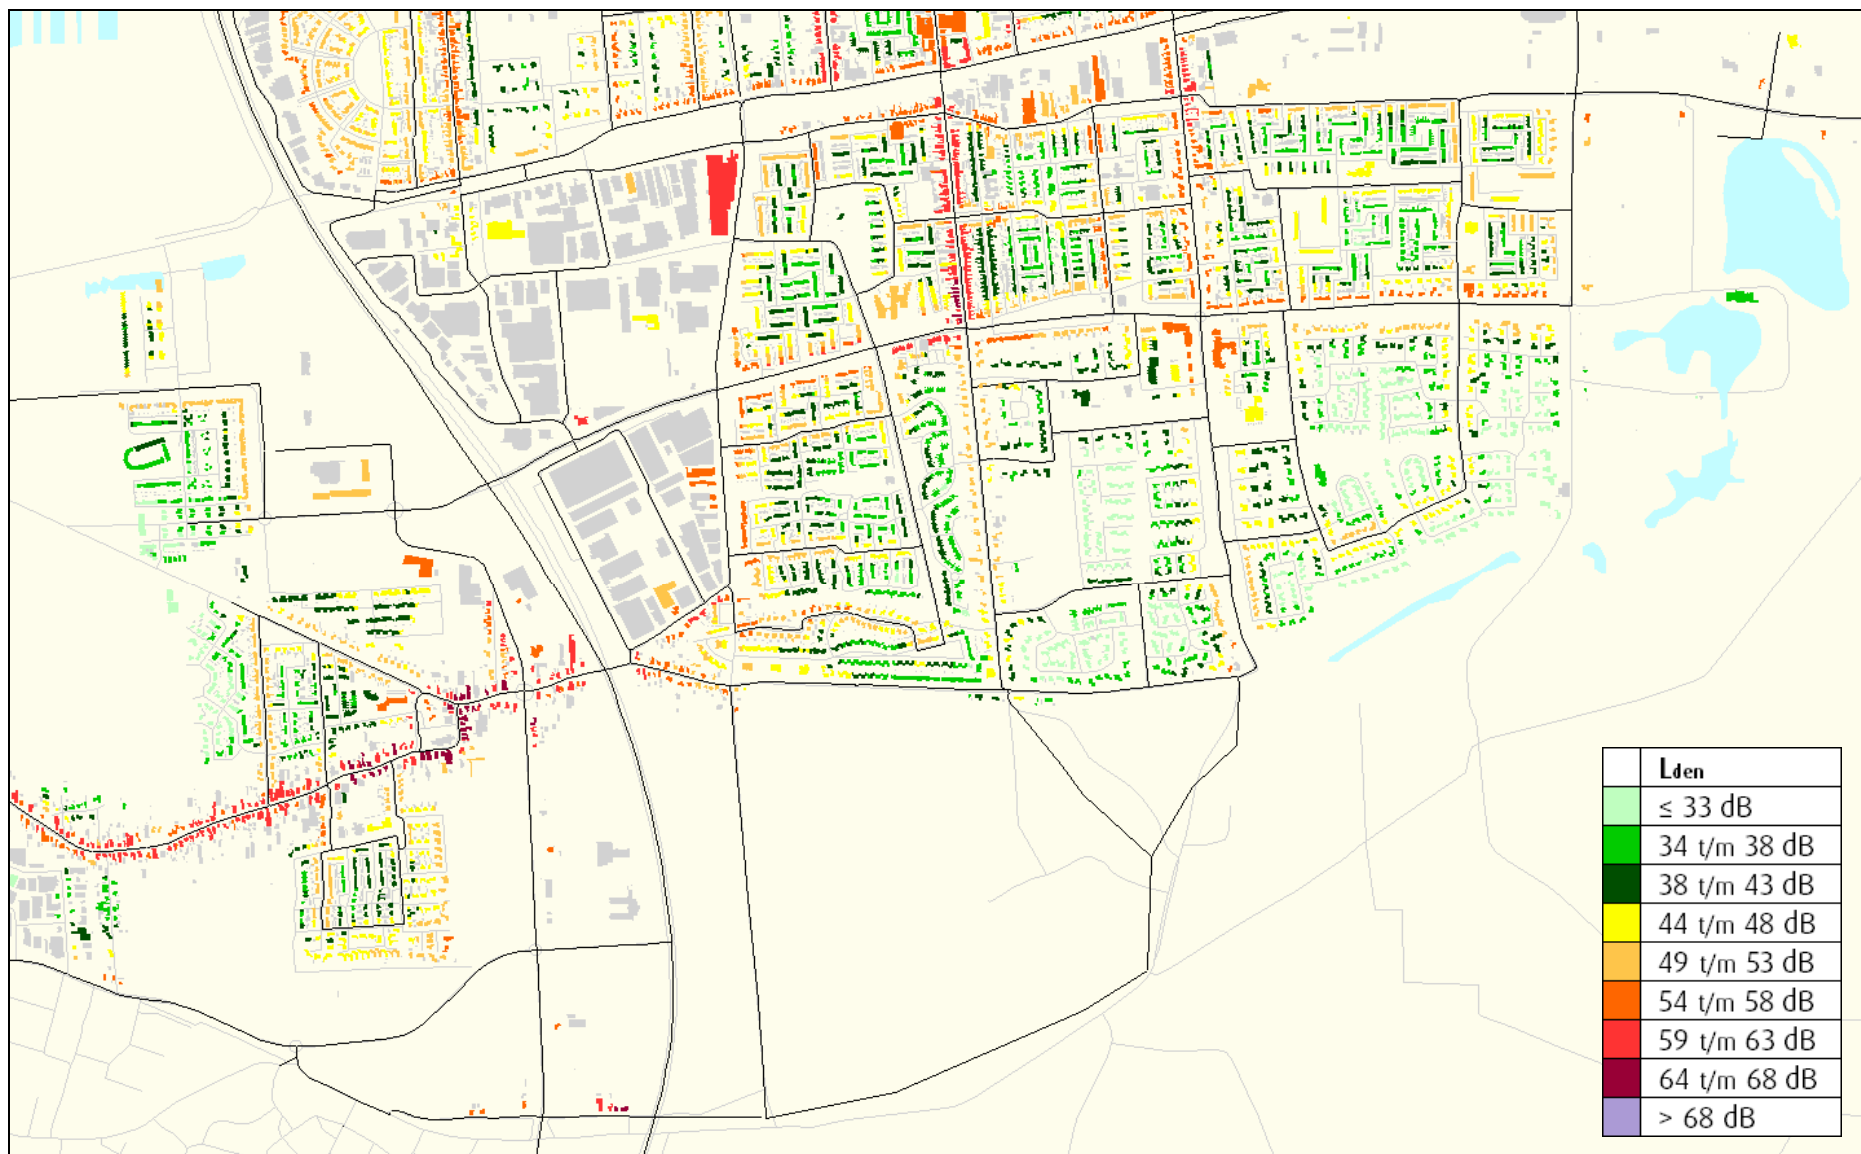 Lden
≤ 33 dB
34 t/m 38 dB
38 t/m 43 dB
44 t/m 48 dB
49 t/m 53 dB
54 t/m 58 dB
59 t/m 63 dB
64 t/m 68 dB
> 68 dB